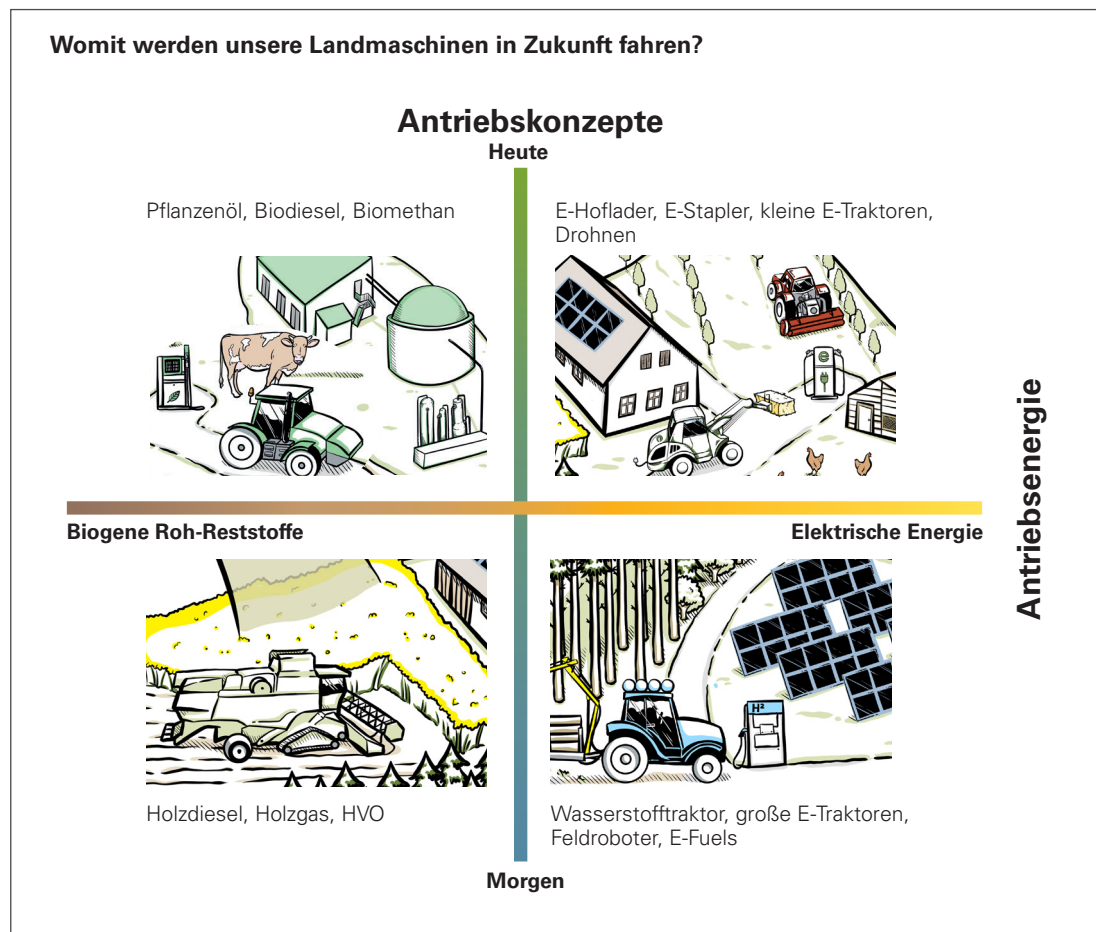 Womit werden unsere Landmaschinen in Zukunft fahren?
Antriebskonzepte
Heute
Pflanzenöl, Biodiesel, Biomethan
E-Hoflader, E-Stapler, kleine E-Traktoren,
Drohnen
Antriebsenergie
Biogene Roh-Reststoffe
Elektrische Energie
H²
Holzdiesel, Holzgas, HVO
Wasserstofftraktor, große E-Traktoren,
Feldroboter, E-Fuels
Morgen